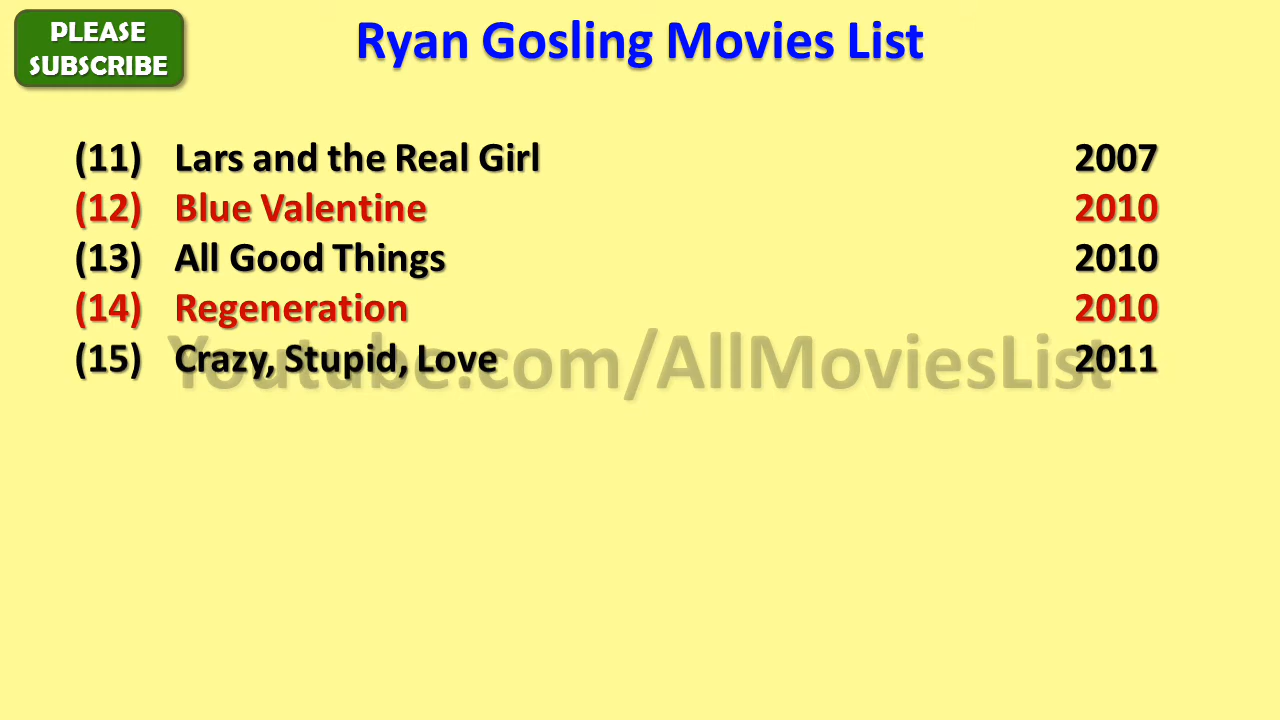 PLEASE
SUBSCRIBE
Ryan Gosling Movies List
(11) Lars and the Real Girl 2007
(12) Blue Valentine 2010
(13) All Good Things 2010
(14) Regeneration 2010
(15) Crazy, Stupid, Love 2011
Youtube.com/AllMoviesList